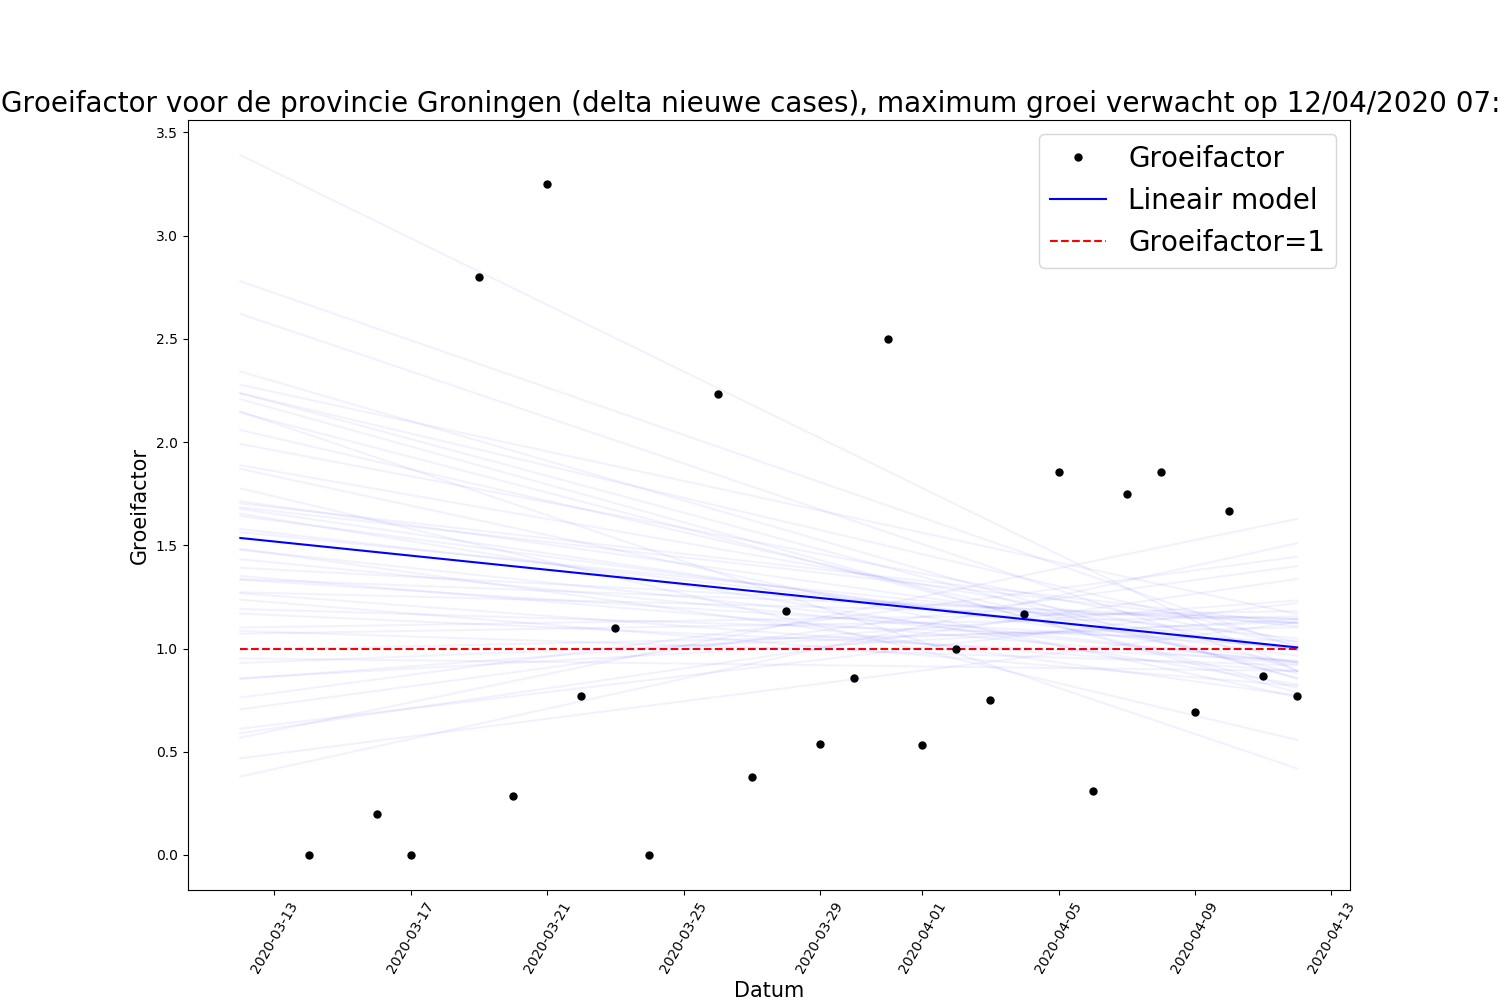 Groeifactor voor de provincie Groningen (delta nieuwe cases), maximum groei verwacht op 12/04/2020 07:
Groeifactor
Lineair model
Groeifactor=1
Groeifactor
3.5
3.0
2.5
2.0
1.5
1.0
0.5
0.0
2020-03-13
2020-03-17
2020-03-21
2020-03-25
2020-03-29
2020-04-01
2020-04-05
2020-04-09
2020-04-13
Datum